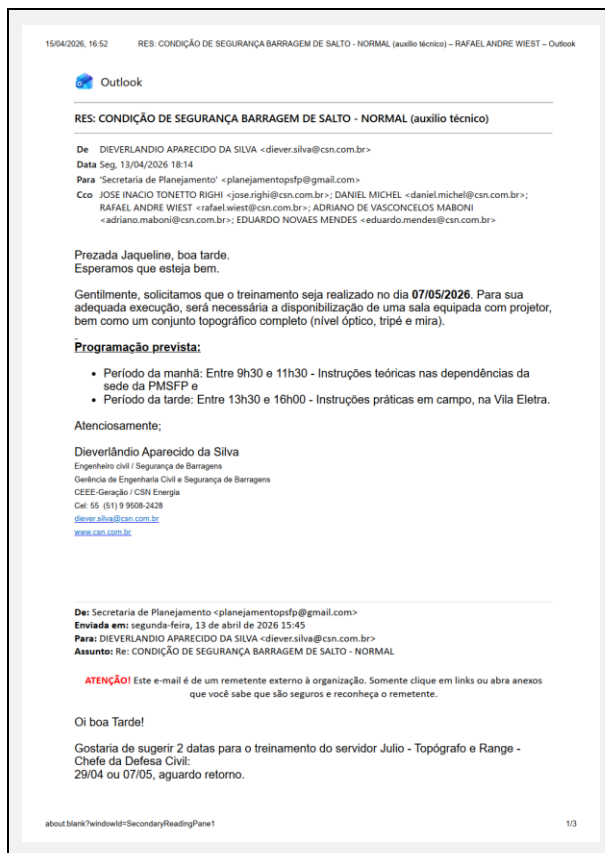 15/04/2026, 16:52 RES: CONDIÇÃO DE SEGURANÇA BARRAGEM DE SALTO - NORMAL (auxilio técnico) – RAFAEL ANDRE WIEST – Outlook
Outlook
RES: CONDIÇÃO DE SEGURANÇA BARRAGEM DE SALTO - NORMAL (auxilio técnico)
De DIEVERLANDIO APARECIDO DA SILVA <diever.silva@csn.com.br>
Data Seg, 13/04/2026 18:14
Para 'Secretaria de Planejamento' <planejamentopsfp@gmail.com>
Cco JOSE INACIO TONETTO RIGHI <jose.righi@csn.com.br>; DANIEL MICHEL <daniel.michel@csn.com.br>;
RAFAEL ANDRE WIEST <rafael.wiest@csn.com.br>; ADRIANO DE VASCONCELOS MABONI
<adriano.maboni@csn.com.br>; EDUARDO NOVAES MENDES <eduardo.mendes@csn.com.br>
Prezada Jaqueline, boa tarde.
Esperamos que esteja bem.
Gentilmente, solicitamos que o treinamento seja realizado no dia 07/05/2026. Para sua
adequada execução, será necessária a disponibilização de uma sala equipada com projetor,
bem como um conjunto topográfico completo (nível óptico, tripé e mira).
Programação prevista:
• Período da manhã: Entre 9h30 e 11h30 - Instruções teóricas nas dependências da
sede da PMSFP e
• Período da tarde: Entre 13h30 e 16h00 - Instruções práticas em campo, na Vila Eletra.
Atenciosamente;
Dieverlândio Aparecido da Silva
Engenheiro civil / Segurança de Barragens
Gerência de Engenharia Civil e Segurança de Barragens
CEEE-Geração / CSN Energia
Cel: 55 (51) 9 9508-2428
diever.silva@csn.com.br
www.csn.com.br
De: Secretaria de Planejamento <planejamentopsfp@gmail.com>
Enviada em: segunda-feira, 13 de abril de 2026 15:45
Para: DIEVERLANDIO APARECIDO DA SILVA <diever.silva@csn.com.br>
Assunto: Re: CONDIÇÃO DE SEGURANÇA BARRAGEM DE SALTO - NORMAL
ATENÇÃO! Este e-mail é de um remetente externo à organização. Somente clique em links ou abra anexos
que você sabe que são seguros e reconheça o remetente.
Oi boa Tarde!
Gostaria de sugerir 2 datas para o treinamento do servidor Julio - Topógrafo e Range -
Chefe da Defesa Civil:
29/04 ou 07/05, aguardo retorno.
about:blank?windowId=SecondaryReadingPane1 1/3